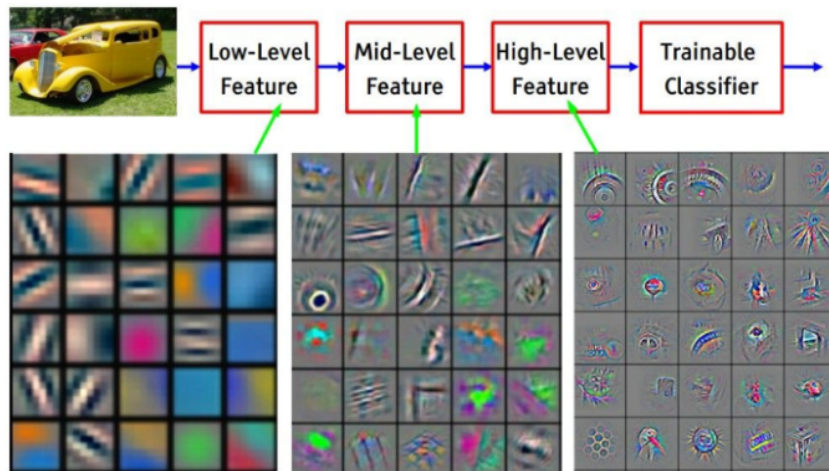 Low-Level
Feature
Mid-Level
Feature
High-Level
Feature
Trainable
Classifier